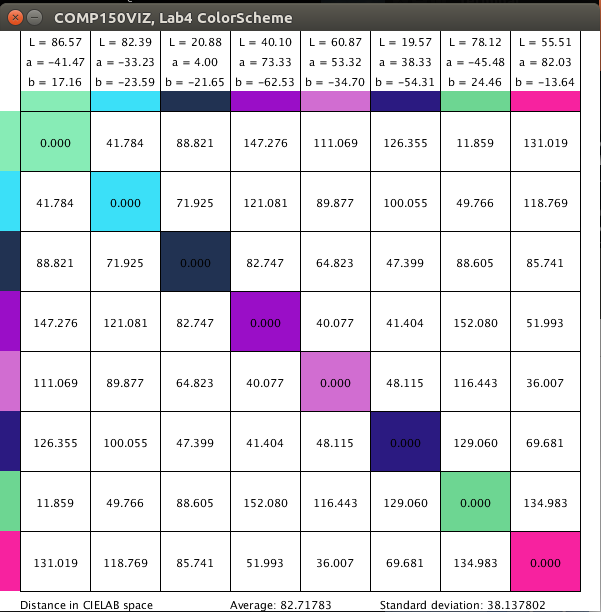 COMP150VIZ, Lab4 ColorScheme
L = 86.57 L = 82.39 L = 20.88 L = 40.10 L = 60.87 L = 19.57 L = 78.12 L = 55.51
a = -41.47 a = -33.23 a = 4.00 a = 75.33 a = 53.32 a = 38.33 a = -45.48 a = 82.03
b = 17.16 b = -23.59 b = -21.65 b = -62.53 b = -34.70 b = -54.31 b = 24.46 b = -13.64
0.000 41.784 88.821 147.276 111.069 126.355 11.859 131.019
41.784 0.000 71.925 121.081 89.877 100.055 49.766 118.769
88.821 71.925 0.000 82.747 64.823 47.399 88.605 85.741
147.276 121.081 82.747 0.000 40.077 41.404 152.080 51.993
111.069 89.877 64.823 40.077 0.000 48.115 116.443 36.007
126.355 100.055 47.399 41.404 48.115 0.000 129.060 69.681
11.859 49.766 88.605 152.080 116.443 129.060 0.000 134.983
131.019 118.769 85.741 51.993 36.007 69.681 134.983 0.000
Distance in CIELAB space Average: 82.71783 Standard deviation: 38.137802